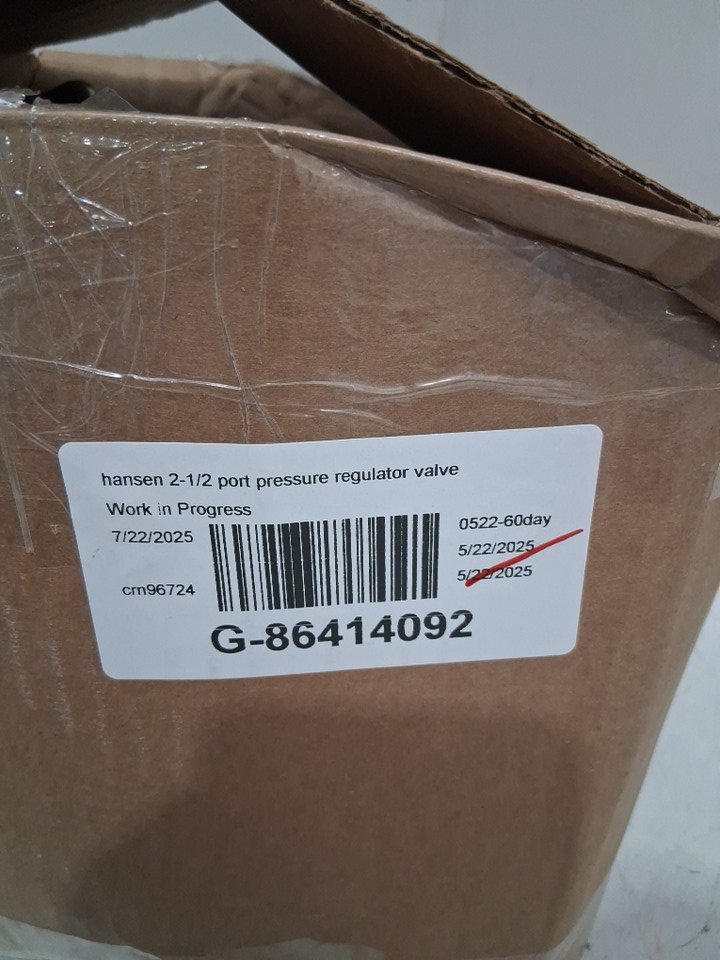 hansen 2-1/2 port pressure regulator valve
Work in Progress
7/22/2025
0522-60day
5/22/2025
5/22/2025
crn96724
G-86414092